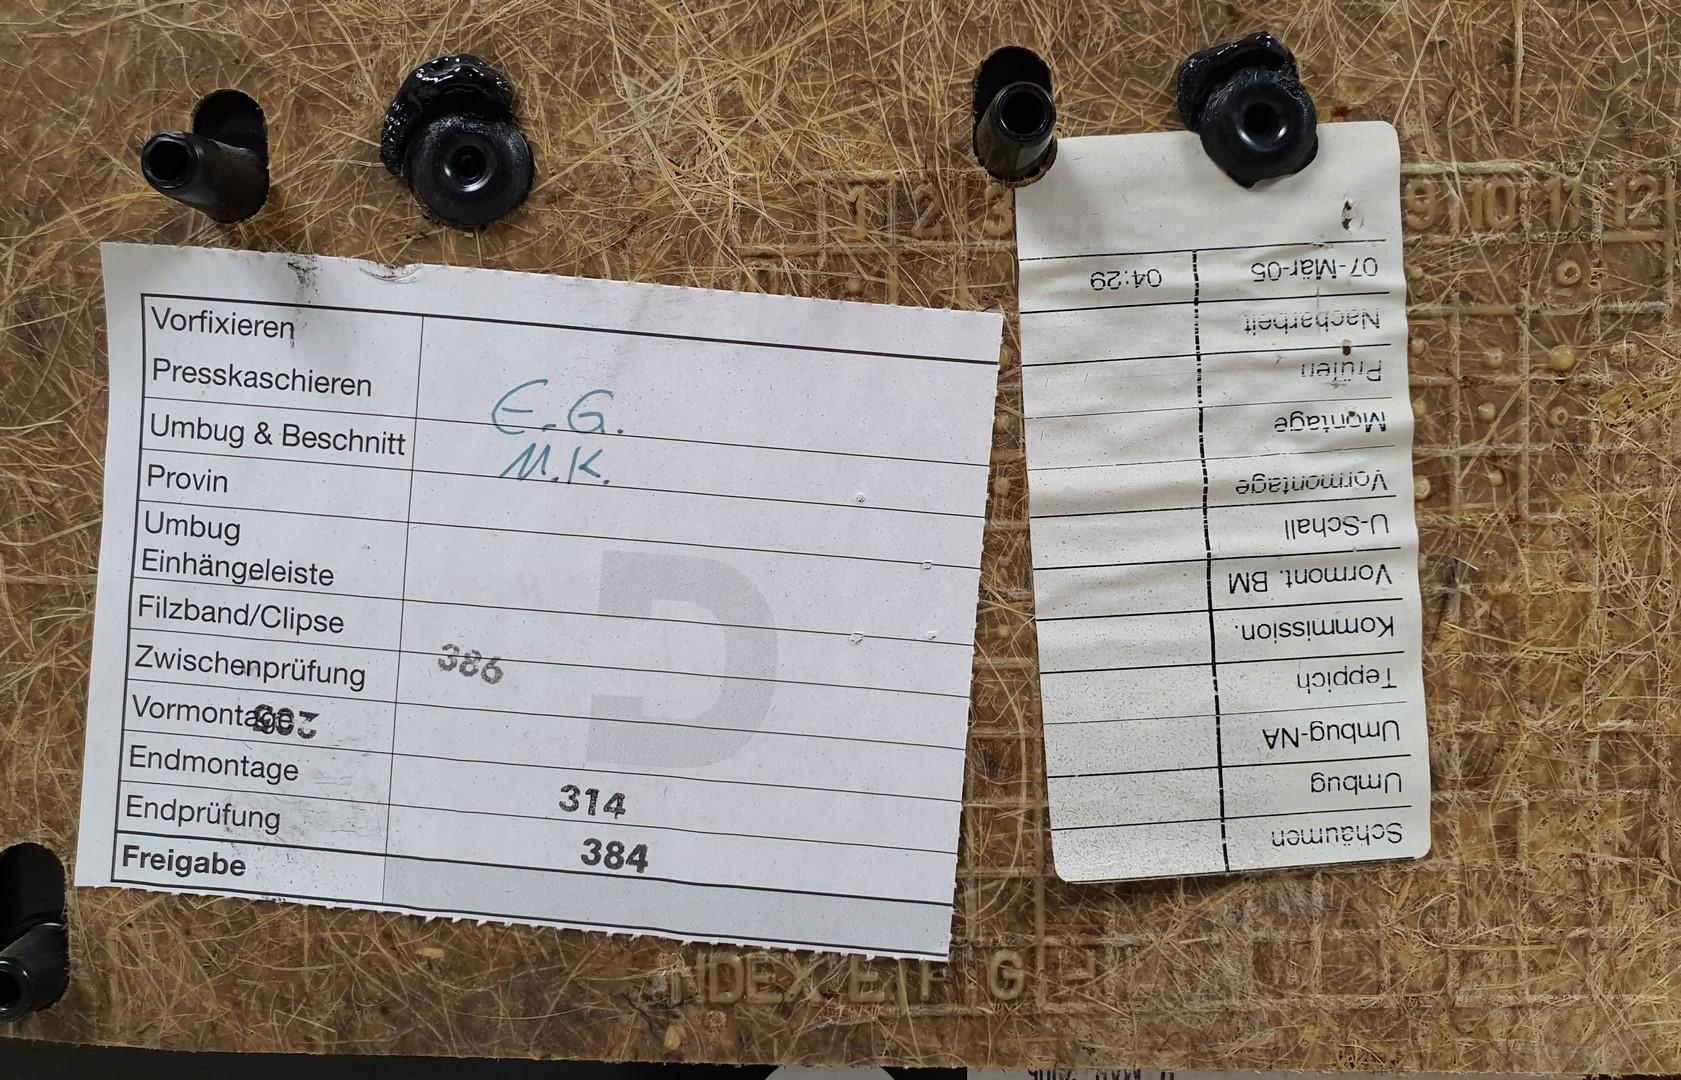 1 2 3 9 10 11 12
Vorfixieren
Presskaschieren E.G.
Umbug & Beschnitt M.K.
Provin
Umbug
Einhängeleiste
Filzband/Clipse
Zwischenprüfung 386
Vormontage
Endmontage 314
Endprüfung 384
Freigabe
Schäumen
Umbug
Umbug-NA
Teppich
Kommission.
Vormont. BM
U-Schall
Vormontage
Montage
Prüfen
Nacharbeit
07-Mär-05 04:29
INDEX E F G